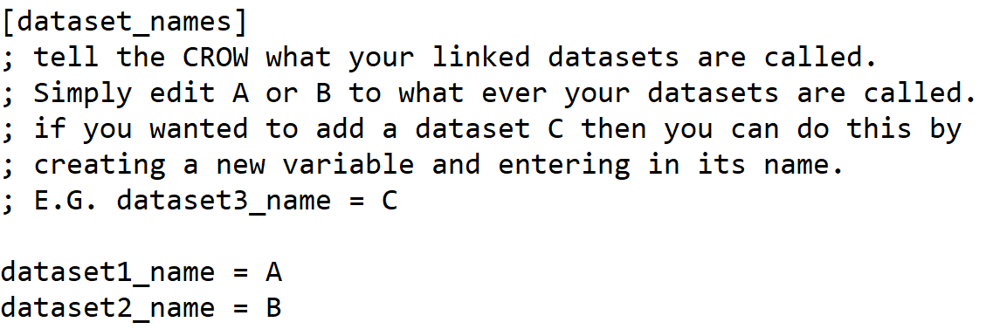 [dataset_names]
; tell the CROW what your linked datasets are called.
; Simply edit A or B to what ever your datasets are called.
; if you wanted to add a dataset C then you can do this by
; creating a new variable and entering in its name.
; E.G. dataset3_name = C
dataset1_name = A
dataset2_name = B